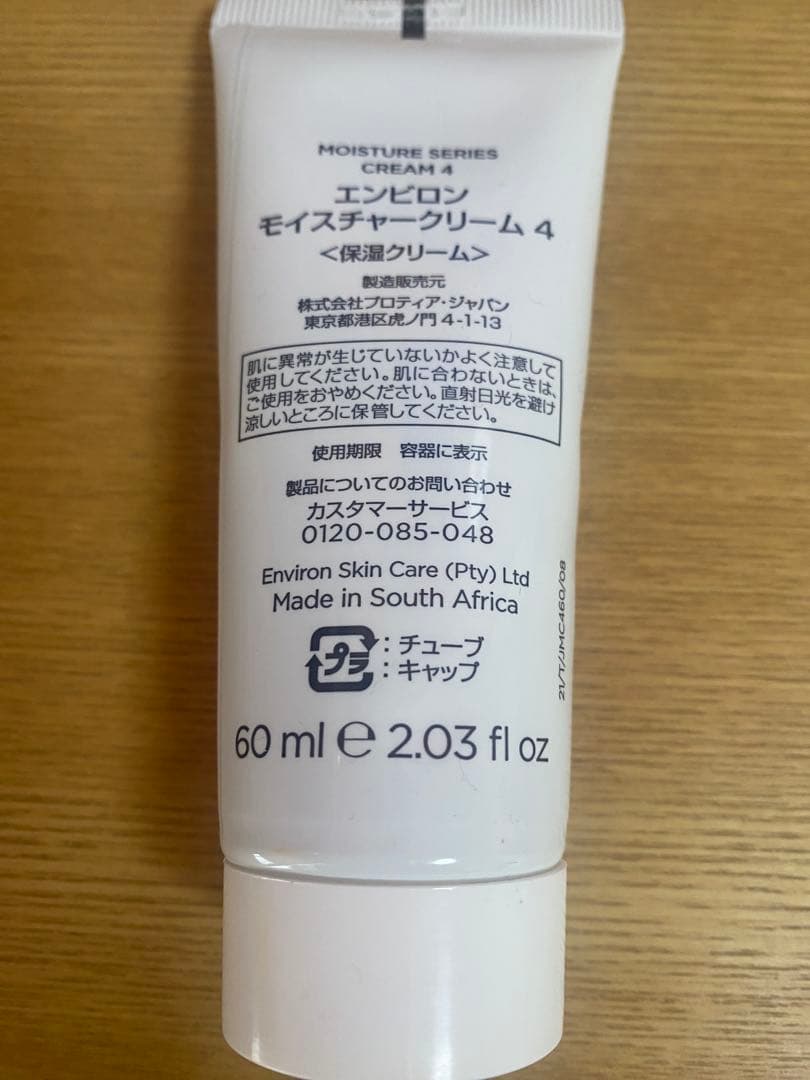 MOISTURE SERIES
CREAM 4
エンビロン
モイスチャークリーム 4
＜保湿クリーム＞
製造販売元
株式会社プロティア・ジャパン
東京都港区虎ノ門 4-1-13
肌に異常が生じていないかよく注意して
使用してください。肌に合わないときは、
ご使用をおやめください。直射日光を避け
涼しいところに保管してください。
使用期限　容器に表示
製品についてのお問い合わせ
カスタマーサービス
0120-085-048
Environ Skin Care (Pty) Ltd
Made in South Africa
プラ : チューブ
: キャップ
60 ml ℮ 2.03 fl oz
21/T/JMC460/08